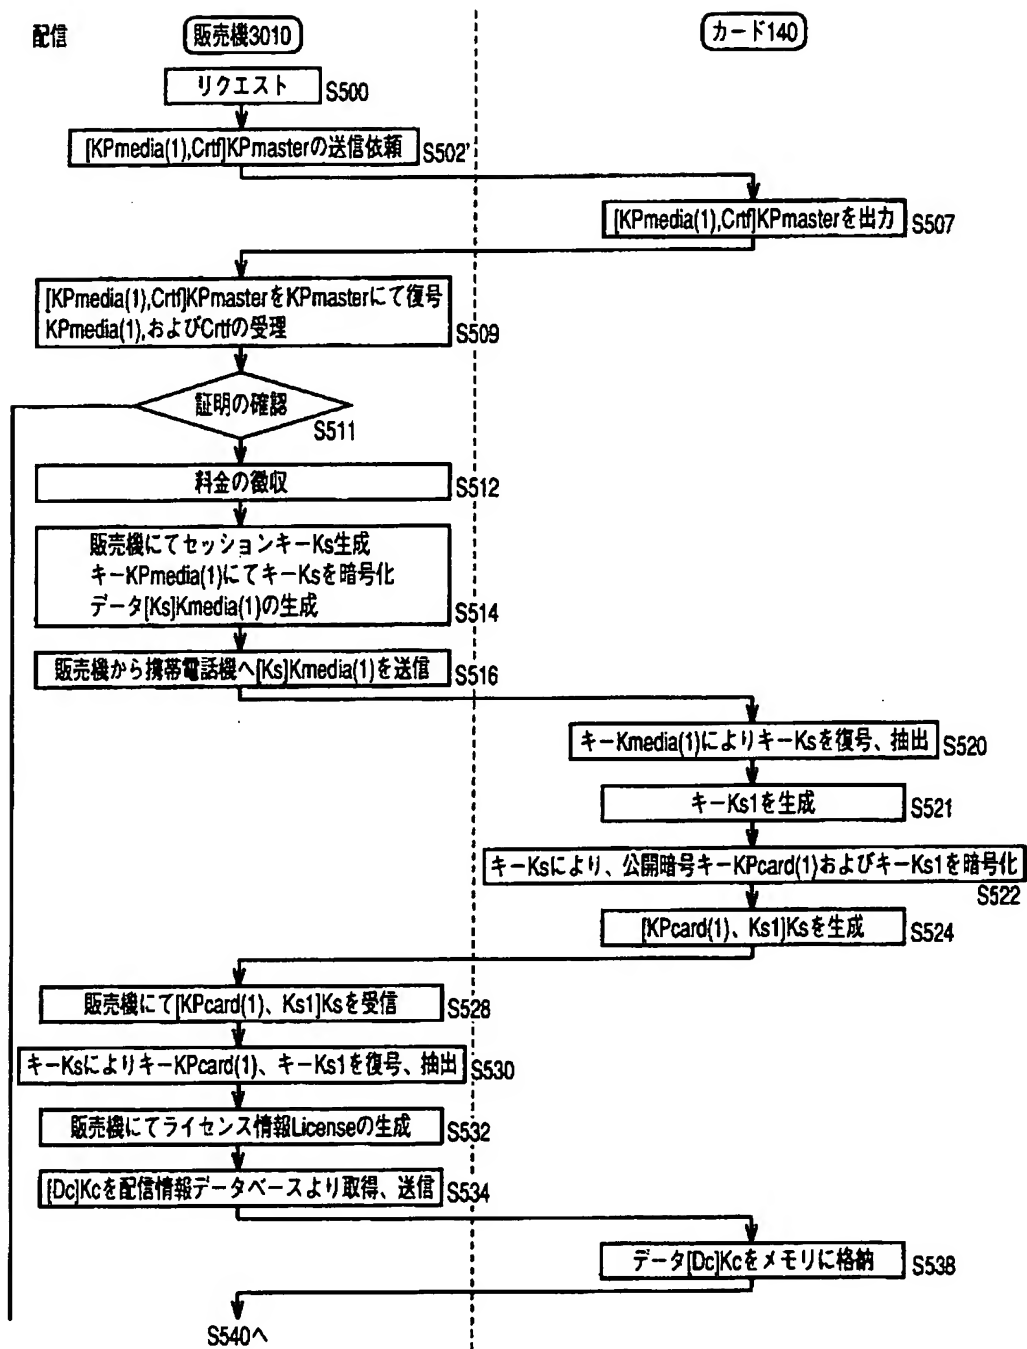 配信
販売機3010
カード140
リクエスト
S500
[KPmedia(1),Crtf]KPmasterの送信依頼
S502'
[KPmedia(1),Crtf]KPmasterを出力
S507
[KPmedia(1),Crtf]KPmasterをKPmasterにて復号
KPmedia(1),およびCrtfの受理
S509
証明の確認
S511
料金の徴収
S512
販売機にてセッションキーKs生成
キーKPmedia(1)にてキーKsを暗号化
データ[Ks]Kmedia(1)の生成
S514
販売機から携帯電話機へ[Ks]Kmedia(1)を送信
S516
キーKmedia(1)によりキーKsを復号、抽出
S520
キーKs1を生成
S521
キーKsにより、公開暗号キーKPcard(1)およびキーKs1を暗号化
S522
[KPcard(1)、Ks1]Ksを生成
S524
販売機にて[KPcard(1)、Ks1]Ksを受信
S528
キーKsによりキーKPcard(1)、キーKs1を復号、抽出
S530
販売機にてライセンス情報Licenseの生成
S532
[Dc]Kcを配信情報データベースより取得、送信
S534
データ[Dc]Kcをメモリに格納
S538
S540へ